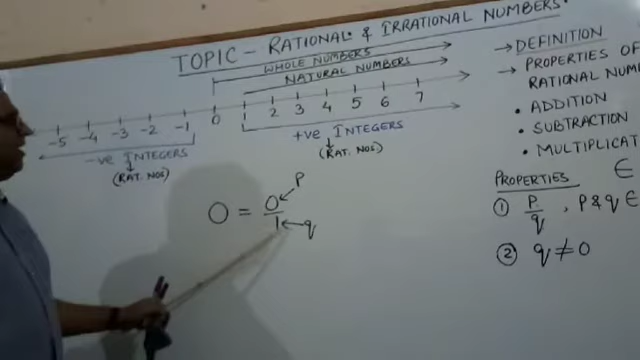 TOPIC - RATIONAL & IRRATIONAL NUMBERS.
WHOLE NUMBERS
NATURAL NUMBERS
-5 -4 -3 -2 -1 0 1 2 3 4 5 6 7
-ve INTEGERS
(RAT. NOS)
+ve INTEGERS
(RAT. NOS)
0 = 0/1
p
q
→ DEFINITION
→ PROPERTIES OF
RATIONAL
• ADDITION
• SUBTRACTION
• MULTIPLICAT
∈
PROPERTIES
① P/q, P & q ∈
② q ≠ 0